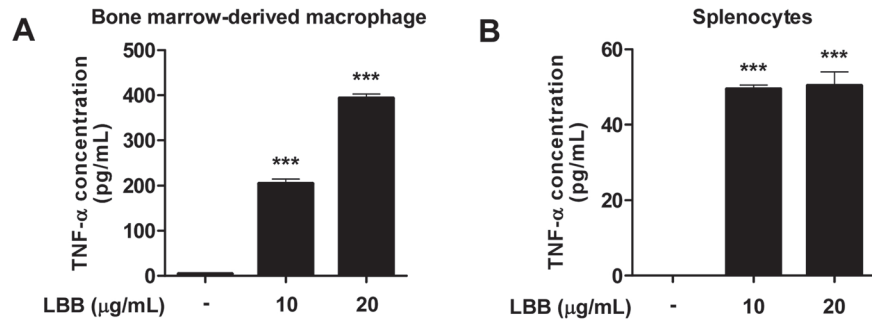 A
Bone marrow-derived macrophage
TNF-α concentration
(pg/mL)
500
400
300
200
100
0
***
***
LBB (μg/mL)
-
10
20
B
Splenocytes
TNF-α concentration
(pg/mL)
60
40
20
0
***
***
LBB (μg/mL)
-
10
20